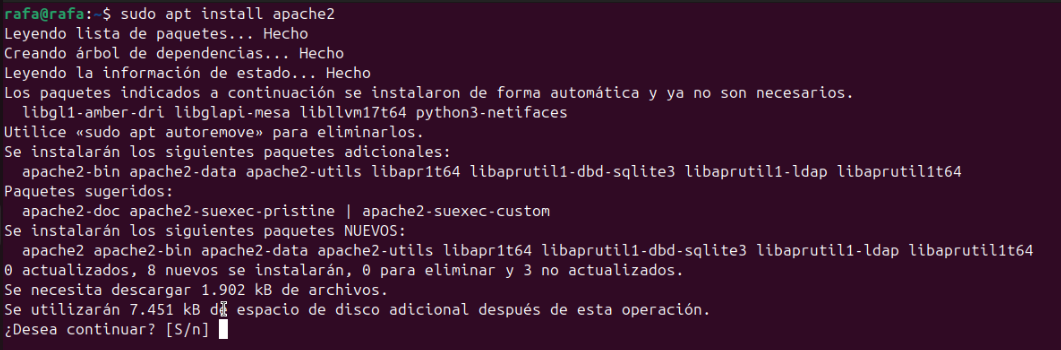 rafa@rafa:~$ sudo apt install apache2
Leyendo lista de paquetes... Hecho
Creando árbol de dependencias... Hecho
Leyendo la información de estado... Hecho
Los paquetes indicados a continuación se instalaron de forma automática y ya no son necesarios.
  libgl1-amber-dri libglapi-mesa libllvm17t64 python3-netifaces
Utilice «sudo apt autoremove» para eliminarlos.
Se instalarán los siguientes paquetes adicionales:
  apache2-bin apache2-data apache2-utils libapr1t64 libaprutil1-dbd-sqlite3 libaprutil1-ldap libaprutil1t64
Paquetes sugeridos:
  apache2-doc apache2-suexec-pristine | apache2-suexec-custom
Se instalarán los siguientes paquetes NUEVOS:
  apache2 apache2-bin apache2-data apache2-utils libapr1t64 libaprutil1-dbd-sqlite3 libaprutil1-ldap libaprutil1t64
0 actualizados, 8 nuevos se instalarán, 0 para eliminar y 3 no actualizados.
Se necesita descargar 1.902 kB de archivos.
Se utilizarán 7.451 kB de espacio de disco adicional después de esta operación.
¿Desea continuar? [S/n]